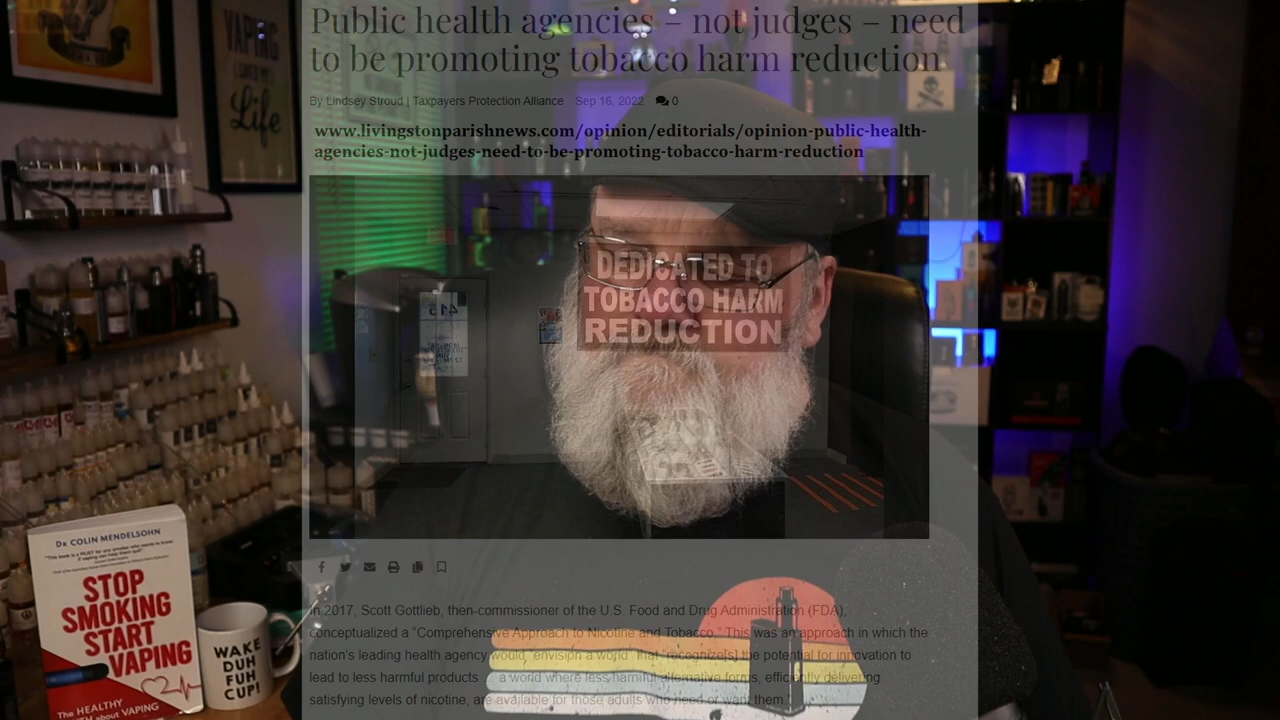 Public health agencies – not judges – need
to be promoting tobacco harm reduction
By Lindsey Stroud | Taxpayers Protection Alliance Sep 16, 2022 0
www.livingstonparishnews.com/opinion/editorials/opinion-public-health-
agencies-not-judges-need-to-be-promoting-tobacco-harm-reduction
VAPING
Life
DEDICATED TO
TOBACCO HARM
REDUCTION
415
In 2017, Scott Gottlieb, then-commissioner of the U.S. Food and Drug Administration (FDA),
conceptualized a “Comprehensive Approach to Nicotine and Tobacco.” This was an approach in which the
nation's leading health agency would “envision a world” that “recognize[s] the potential for innovation to
lead to less harmful products ... a world where less harmful alternative forms, efficiently delivering
satisfying levels of nicotine, are available for those adults who need or want them.”
DR COLIN MENDELSOHN
STOP
SMOKING
START
VAPING
The HEALTHY
about VAPING
WAKE
DUH
FUH
CUP!